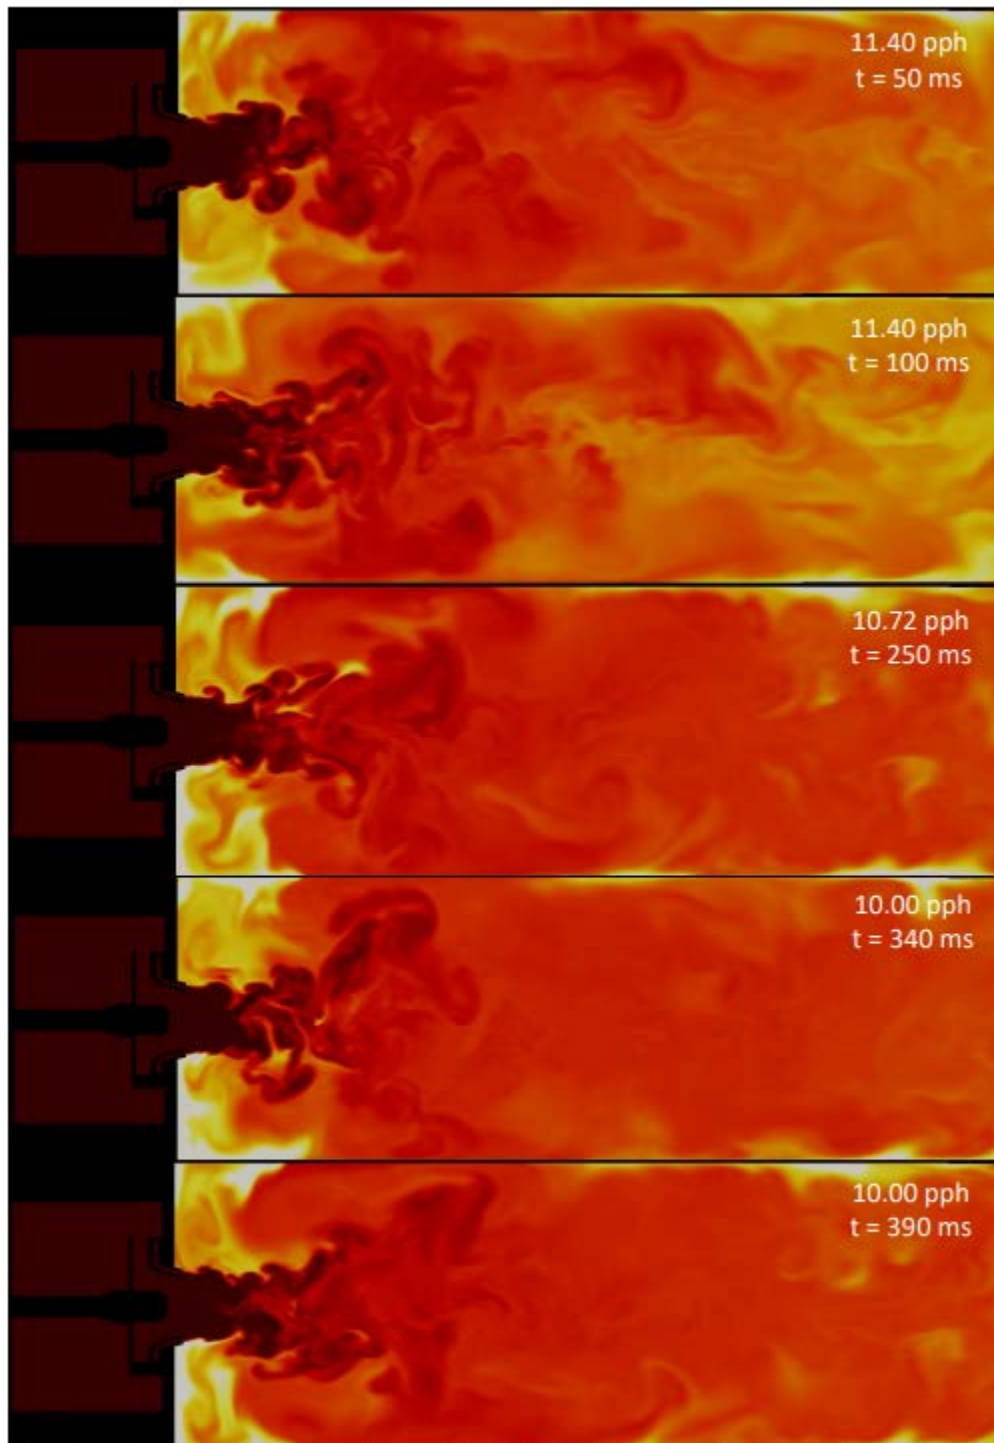 11.40 pph
t = 50 ms
11.40 pph
t = 100 ms
10.72 pph
t = 250 ms
10.00 pph
t = 340 ms
10.00 pph
t = 390 ms